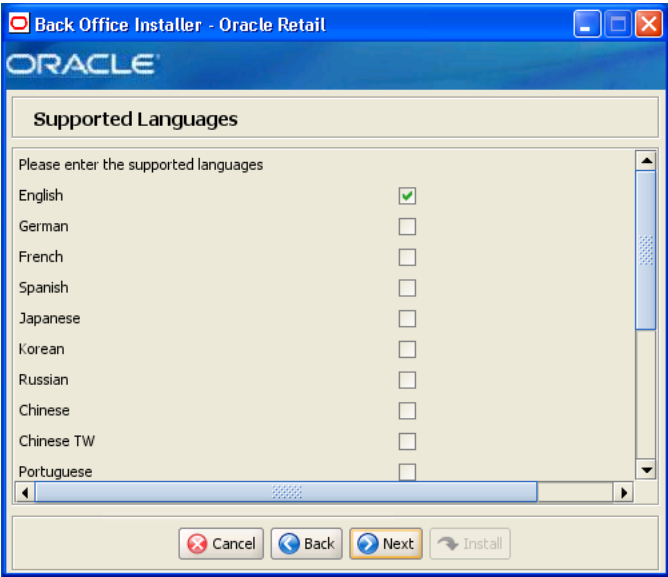 Back Office Installer - Oracle Retail
ORACLE
Supported Languages
Please enter the supported languages
English
German
French
Spanish
Japanese
Korean
Russian
Chinese
Chinese TW
Portuguese
Cancel Back Next Install